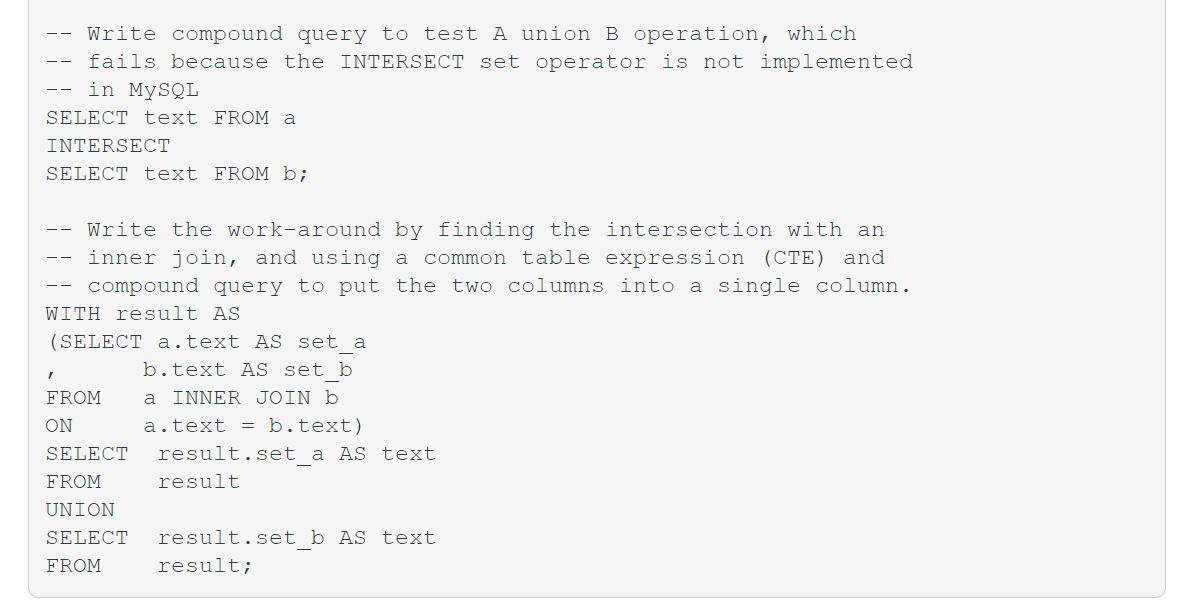 -- Write compound query to test A union B operation, which
-- fails because the INTERSECT set operator is not implemented
-- in MySQL
SELECT text FROM a
INTERSECT
SELECT text FROM b;

-- Write the work-around by finding the intersection with an
-- inner join, and using a common table expression (CTE) and
-- compound query to put the two columns into a single column.
WITH result AS
(SELECT a.text AS set_a
,      b.text AS set_b
FROM   a INNER JOIN b
ON     a.text = b.text)
SELECT  result.set_a AS text
FROM    result
UNION
SELECT  result.set_b AS text
FROM    result;